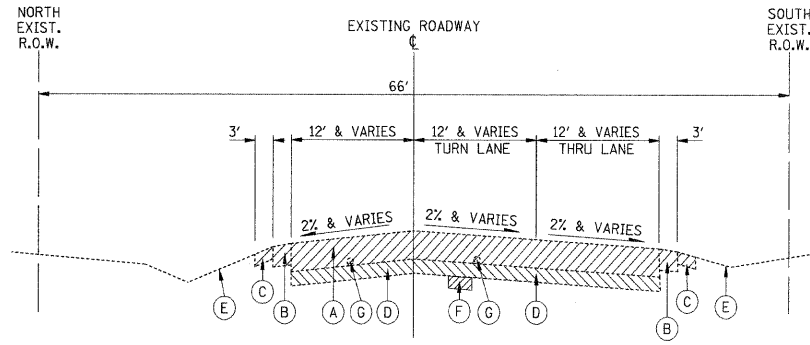 NORTH
EXIST.
R.O.W.
EXISTING ROADWAY
℄
SOUTH
EXIST.
R.O.W.
66'
3'
12' & VARIES
12' & VARIES
TURN LANE
12' & VARIES
THRU LANE
3'
2% & VARIES
2% & VARIES
2% & VARIES
E
C
B
A
G
D
F
G
D
B
C
E